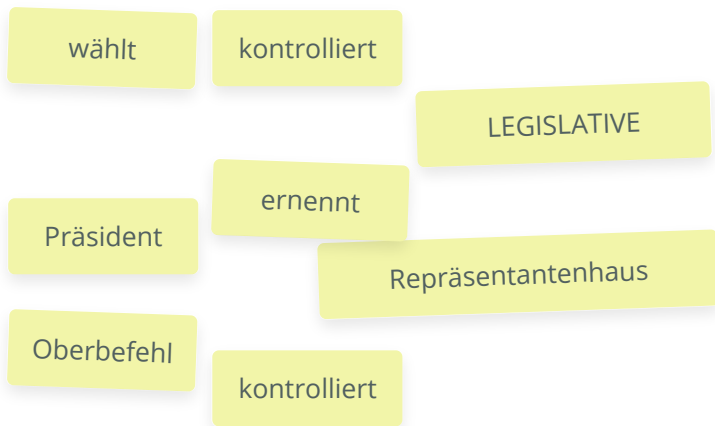 wählt
kontrolliert
LEGISLATIVE
ernennt
Präsident
Repräsentantenhaus
Oberbefehl
kontrolliert